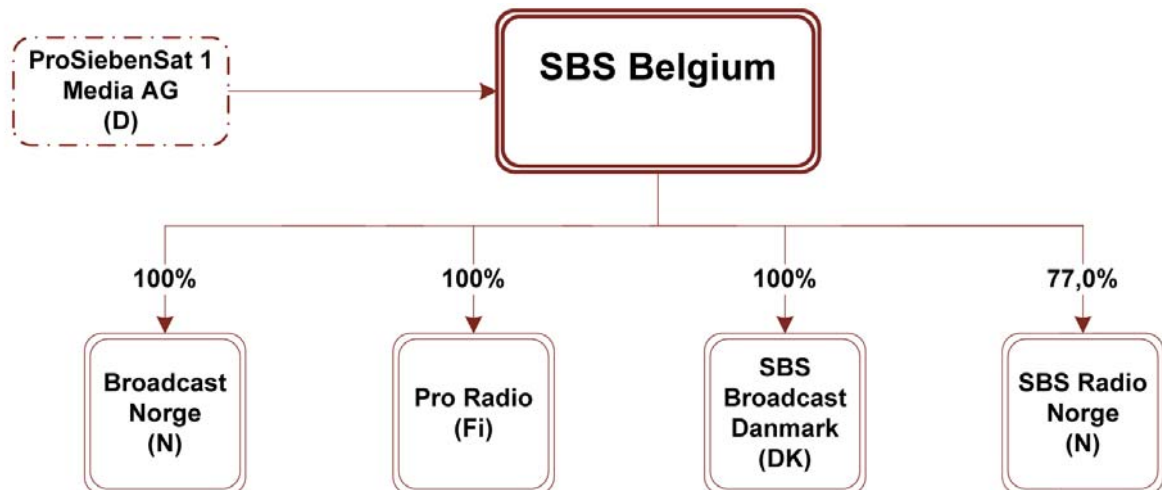 ProSiebenSat 1
Media AG
(D)
SBS Belgium
100%
100%
100%
77,0%
Broadcast
Norge
(N)
Pro Radio
(Fi)
SBS
Broadcast
Danmark
(DK)
SBS Radio
Norge
(N)